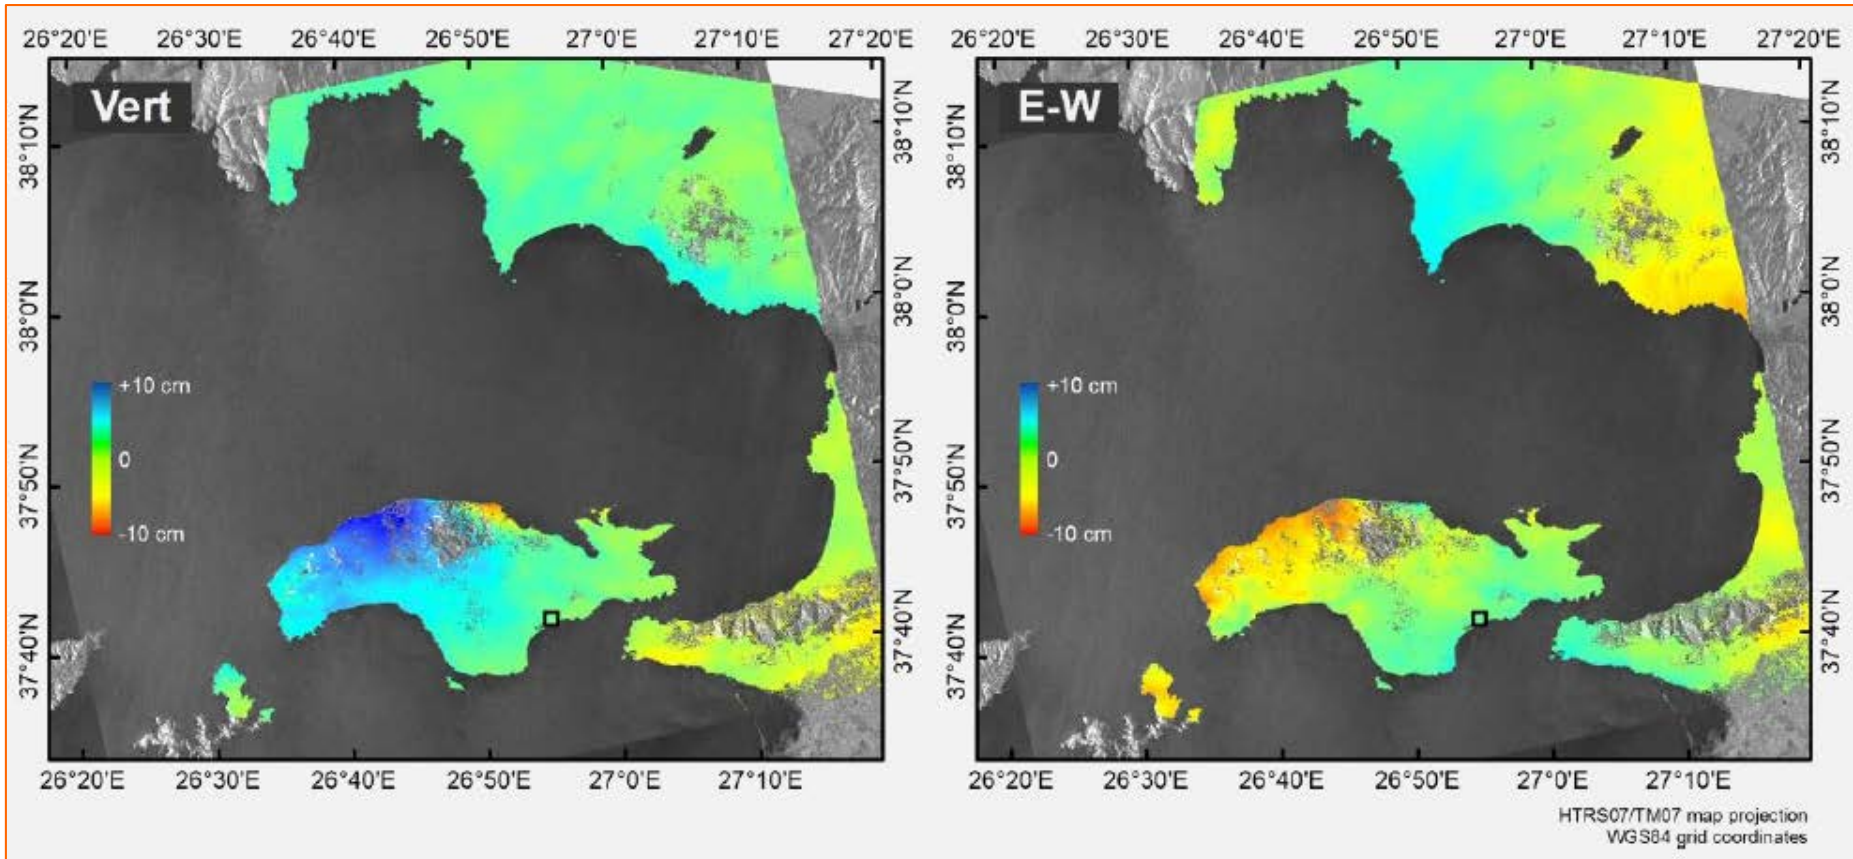 26°20'E 26°30'E 26°40'E 26°50'E 27°0'E 27°10'E 27°20'E
Vert
38°10'N
38°0'N
37°50'N
37°40'N
38°10'N
38°0'N
37°50'N
37°40'N
+10 cm
0
-10 cm
26°20'E 26°30'E 26°40'E 26°50'E 27°0'E 27°10'E
26°20'E 26°30'E 26°40'E 26°50'E 27°0'E 27°10'E 27°20'E
E-W
38°10'N
38°0'N
37°50'N
37°40'N
38°10'N
38°0'N
37°50'N
37°40'N
+10 cm
0
-10 cm
26°20'E 26°30'E 26°40'E 26°50'E 27°0'E 27°10'E
HTRS07/TM07 map projection
WGS84 grid coordinates